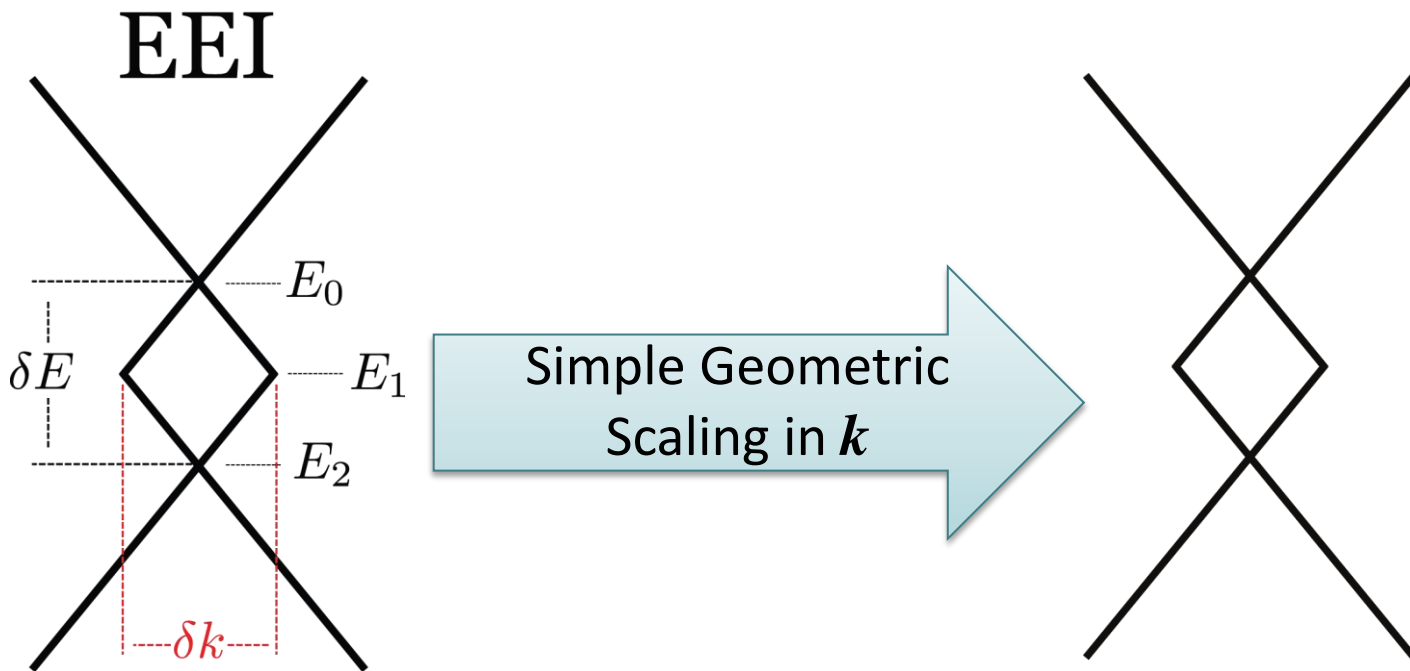 EEI
E₀
δE
E₁
E₂
δk
Simple Geometric
Scaling in k